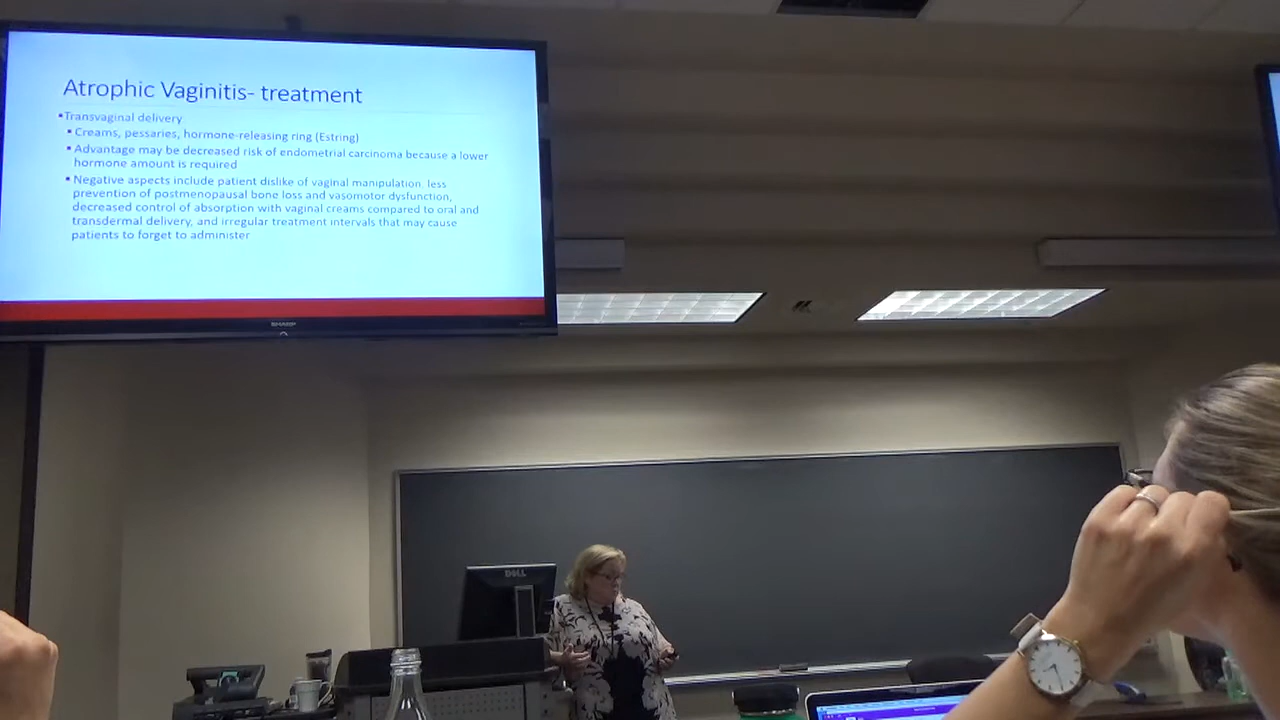 Atrophic Vaginitis- treatment
▪Transvaginal delivery
▪ Creams, pessaries, hormone-releasing ring (Estring)
▪ Advantage may be decreased risk of endometrial carcinoma because a lower
hormone amount is required
▪ Negative aspects include patient dislike of vaginal manipulation, less
prevention of postmenopausal bone loss and vasomotor dysfunction,
decreased control of absorption with vaginal creams compared to oral and
transdermal delivery, and irregular treatment intervals that may cause
patients to forget to administer
SHARP
DELL